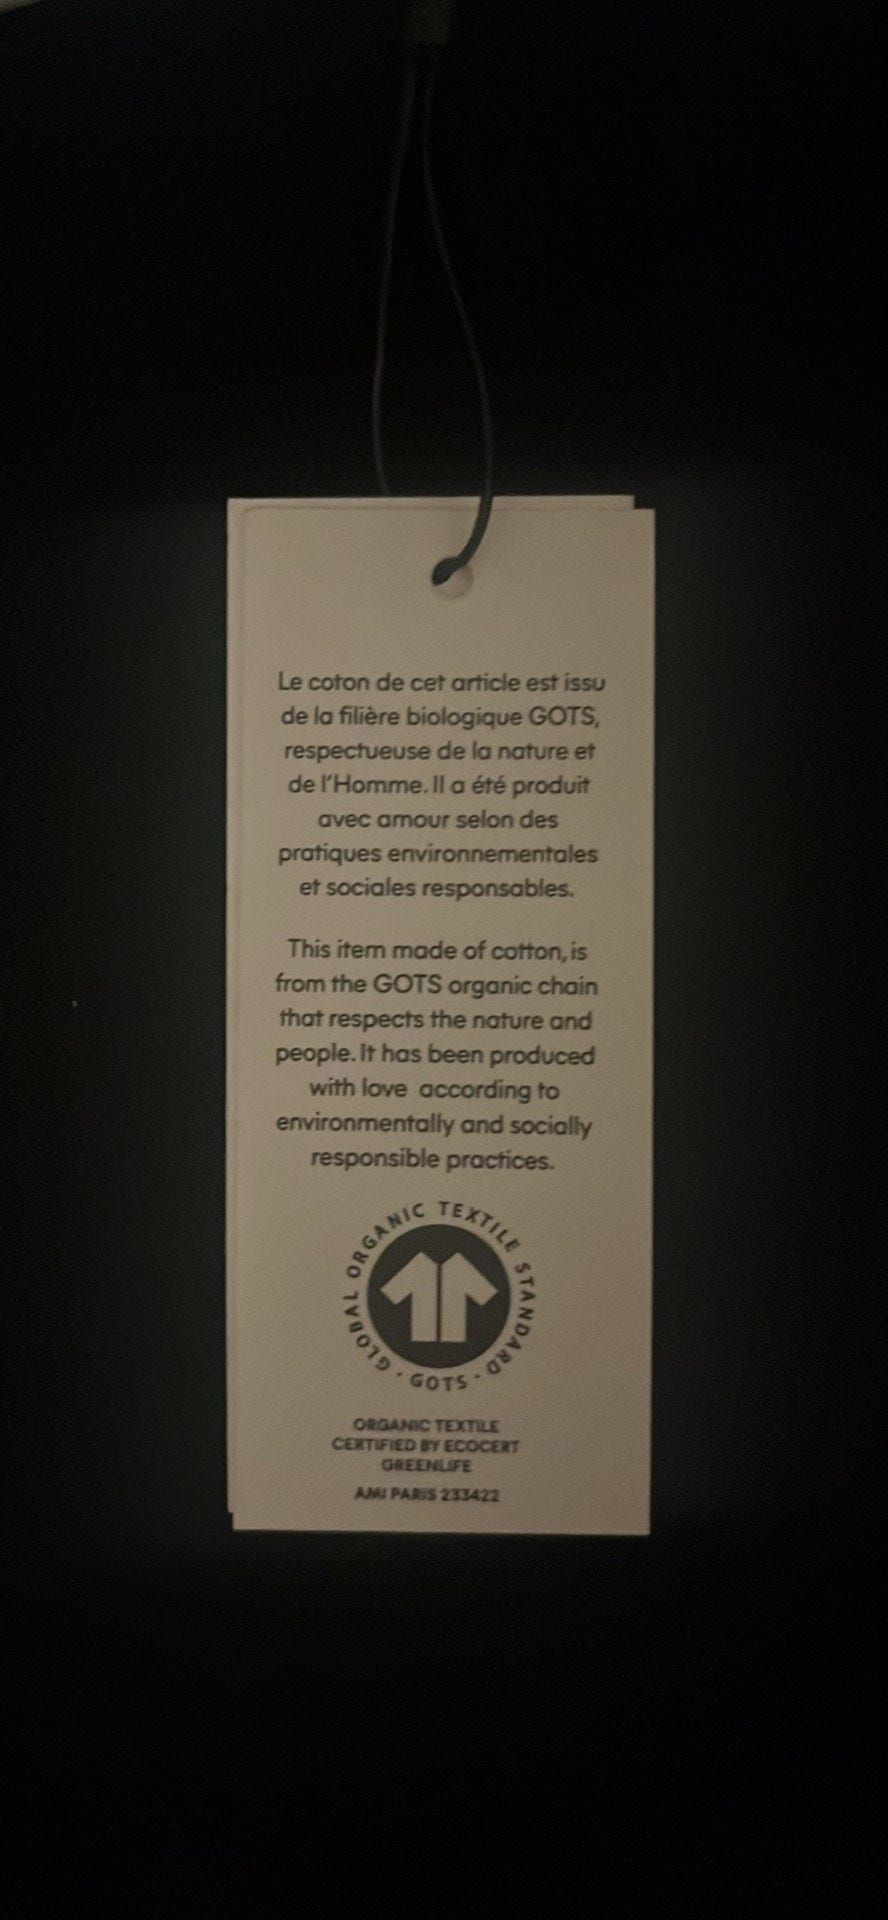 Le coton de cet article est issu
de la filière biologique GOTS,
respectueuse de la nature et
de l'Homme. Il a été produit
avec amour selon des
pratiques environnementales
et sociales responsables.
This item made of cotton, is
from the GOTS organic chain
that respects the nature and
people. It has been produced
with love according to
environmentally and socially
responsible practices.
GLOBAL ORGANIC TEXTILE STANDARD · GOTS ·
ORGANIC TEXTILE
CERTIFIED BY ECOCERT
GREENLIFE
AMI PARIS 233422